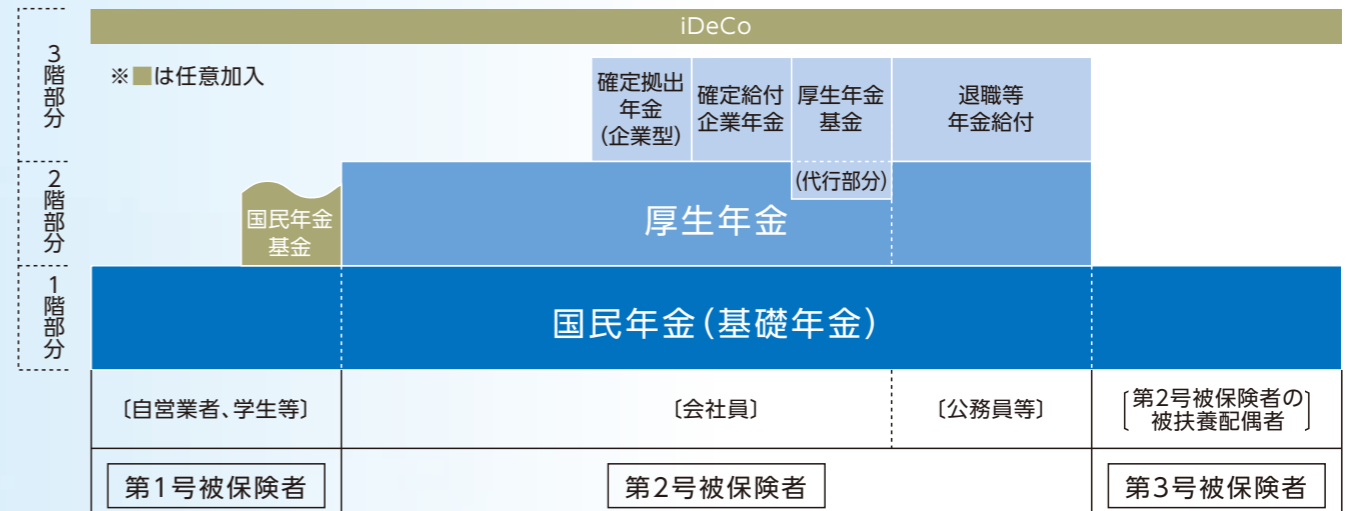 iDeCo
3階部分
※■は任意加入
確定拠出
年金
(企業型)
確定給付
企業年金
厚生年金
基金
退職等
年金給付
2階部分
国民年金
基金
(代行部分)
厚生年金
1階部分
国民年金(基礎年金)
〔自営業者、学生等〕
〔会社員〕
〔公務員等〕
〔第2号被保険者の
被扶養配偶者〕
第1号被保険者
第2号被保険者
第3号被保険者